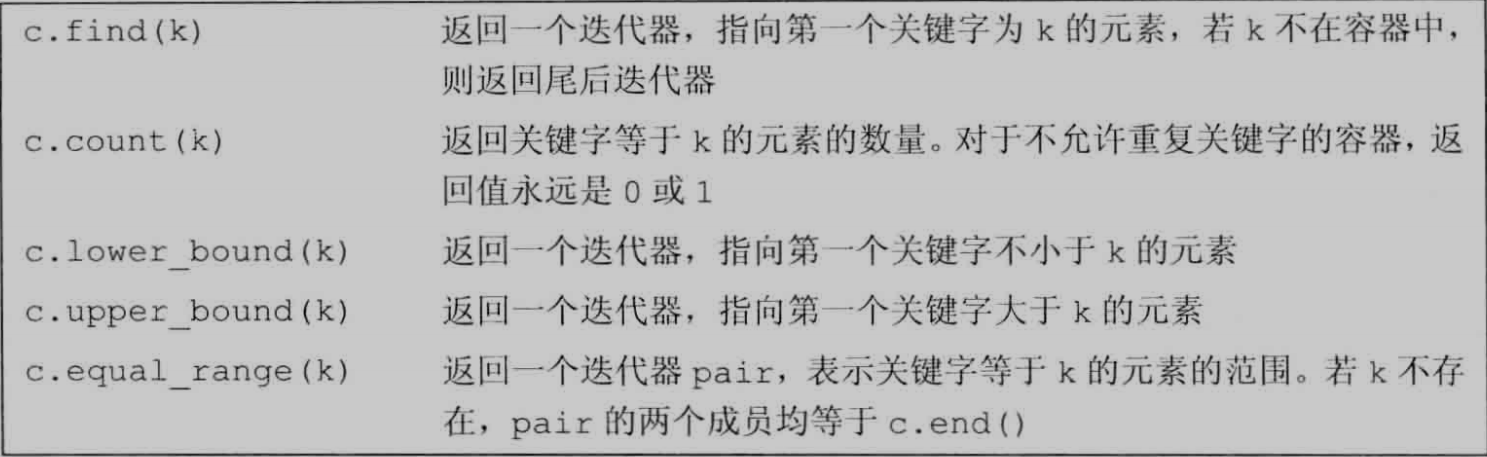 c.find(k) 返回一个迭代器，指向第一个关键字为 k 的元素，若 k 不在容器中，
则返回尾后迭代器
c.count(k) 返回关键字等于 k 的元素的数量。对于不允许重复关键字的容器，返
回值永远是 0 或 1
c.lower_bound(k) 返回一个迭代器，指向第一个关键字不小于 k 的元素
c.upper_bound(k) 返回一个迭代器，指向第一个关键字大于 k 的元素
c.equal_range(k) 返回一个迭代器 pair，表示关键字等于 k 的元素的范围。若 k 不存
在，pair 的两个成员均等于 c.end()